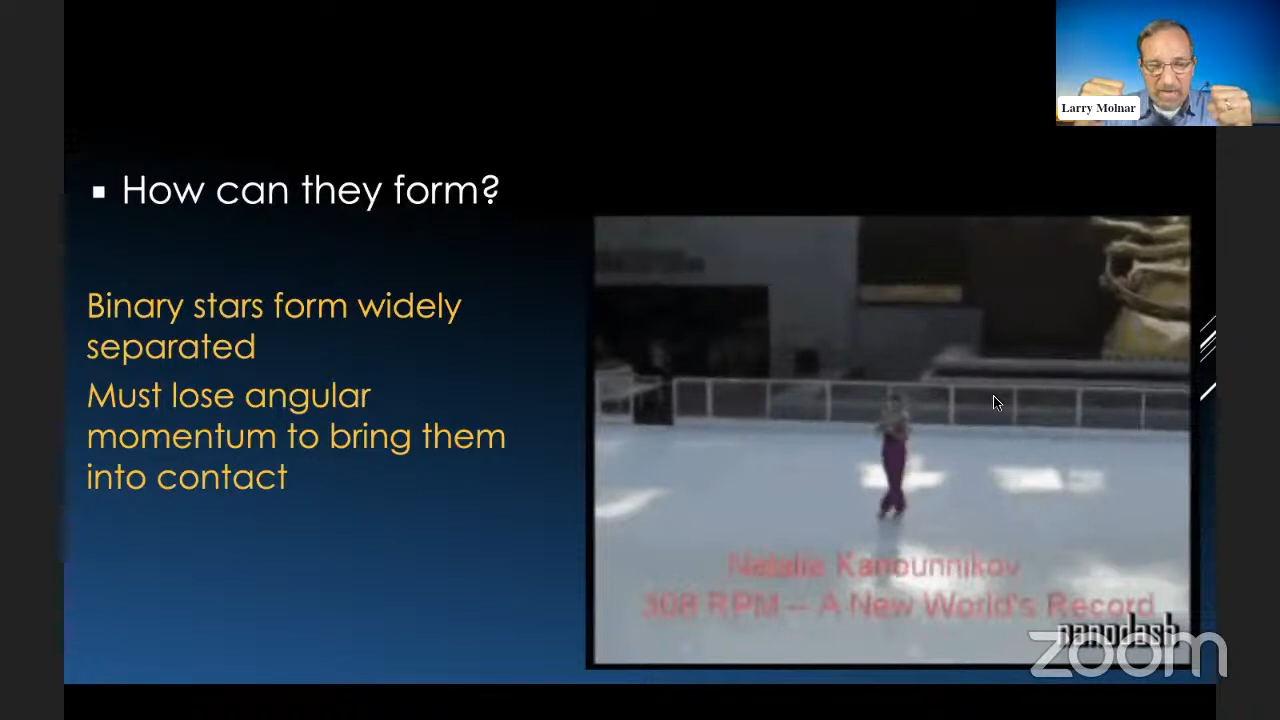 Larry Molnar
How can they form?
Binary stars form widely
separated
Must lose angular
momentum to bring them
into contact
Natalia Kanounnikov
308 RPM – A New World's Record
nanodash
zoom